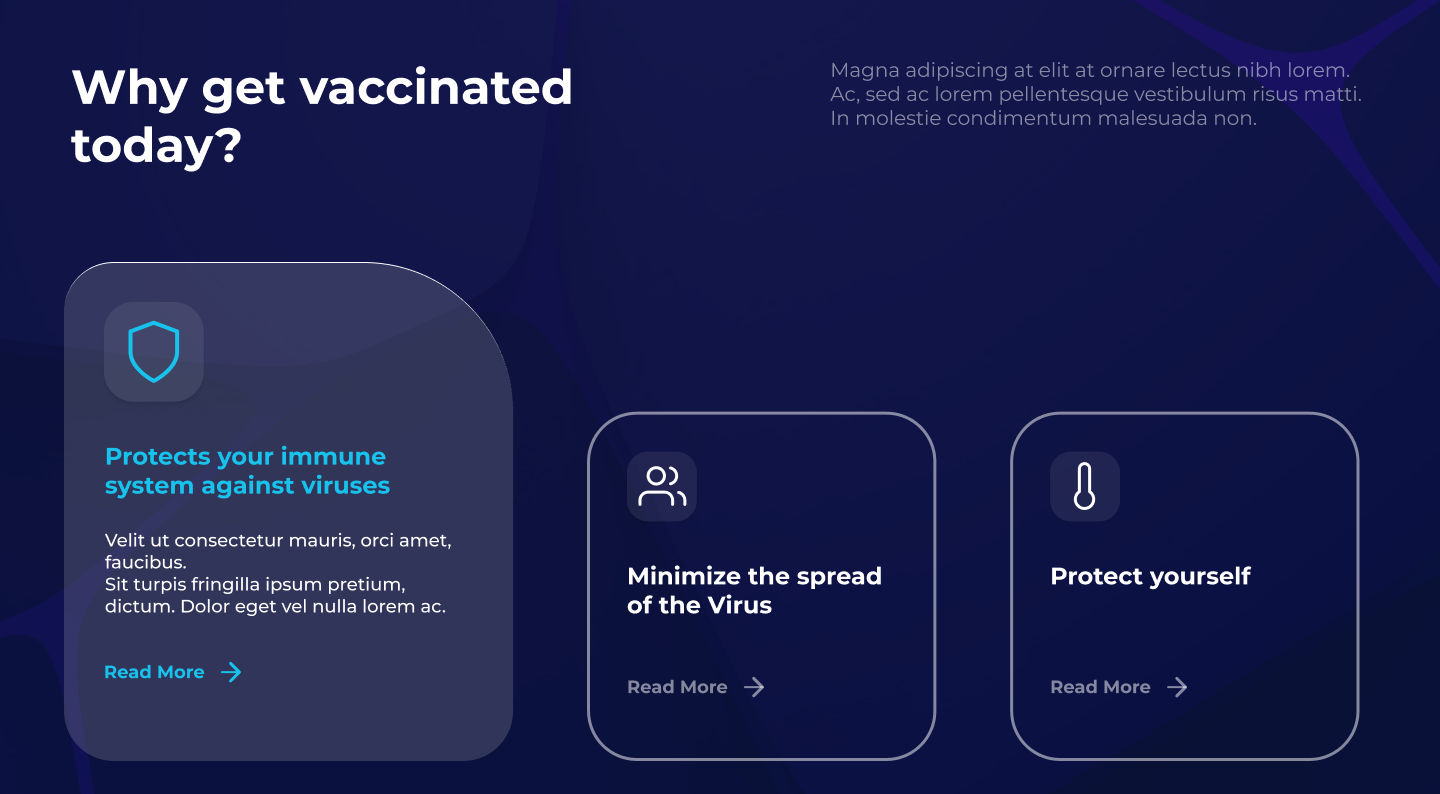 Why get vaccinated
today?
Magna adipiscing at elit at ornare lectus nibh lorem.
Ac, sed ac lorem pellentesque vestibulum risus matti.
In molestie condimentum malesuada non.
Protects your immune
system against viruses
Velit ut consectetur mauris, orci amet,
faucibus.
Sit turpis fringilla ipsum pretium,
dictum. Dolor eget vel nulla lorem ac.
Read More
Minimize the spread
of the Virus
Read More
Protect yourself
Read More